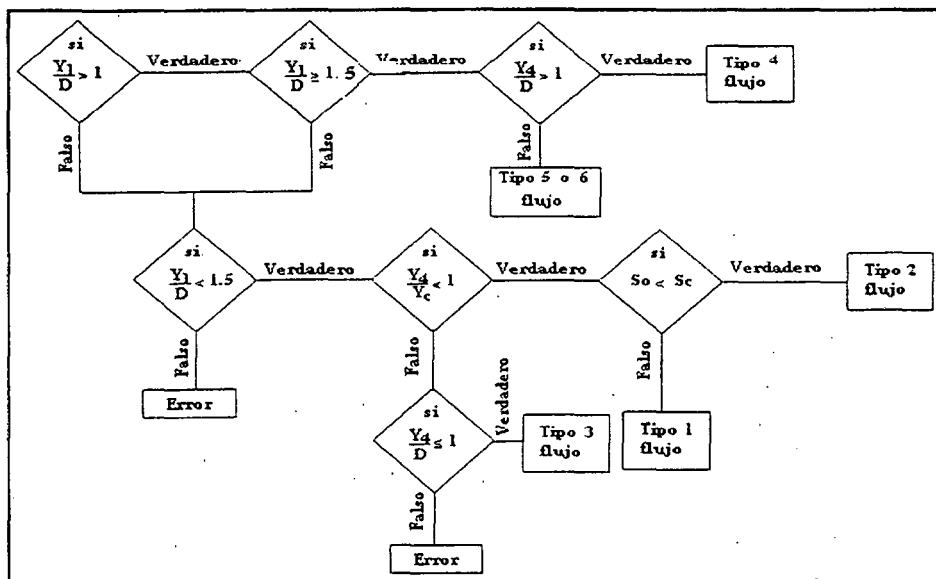 si
Y1
D > 1
Verdadero
si
Y1
D ≥ 1.5
Verdadero
si
Y4
D > 1
Verdadero
Tipo 4
flujo
Falso
Falso
Falso
Tipo 5 o 6
flujo
si
Y1
D < 1.5
Verdadero
si
Y4
Yc < 1
Verdadero
si
So < Sc
Verdadero
Tipo 2
flujo
Falso
Falso
Falso
Error
si
Y4
D ≤ 1
Verdadero
Tipo 3
flujo
Tipo 1
flujo
Falso
Error